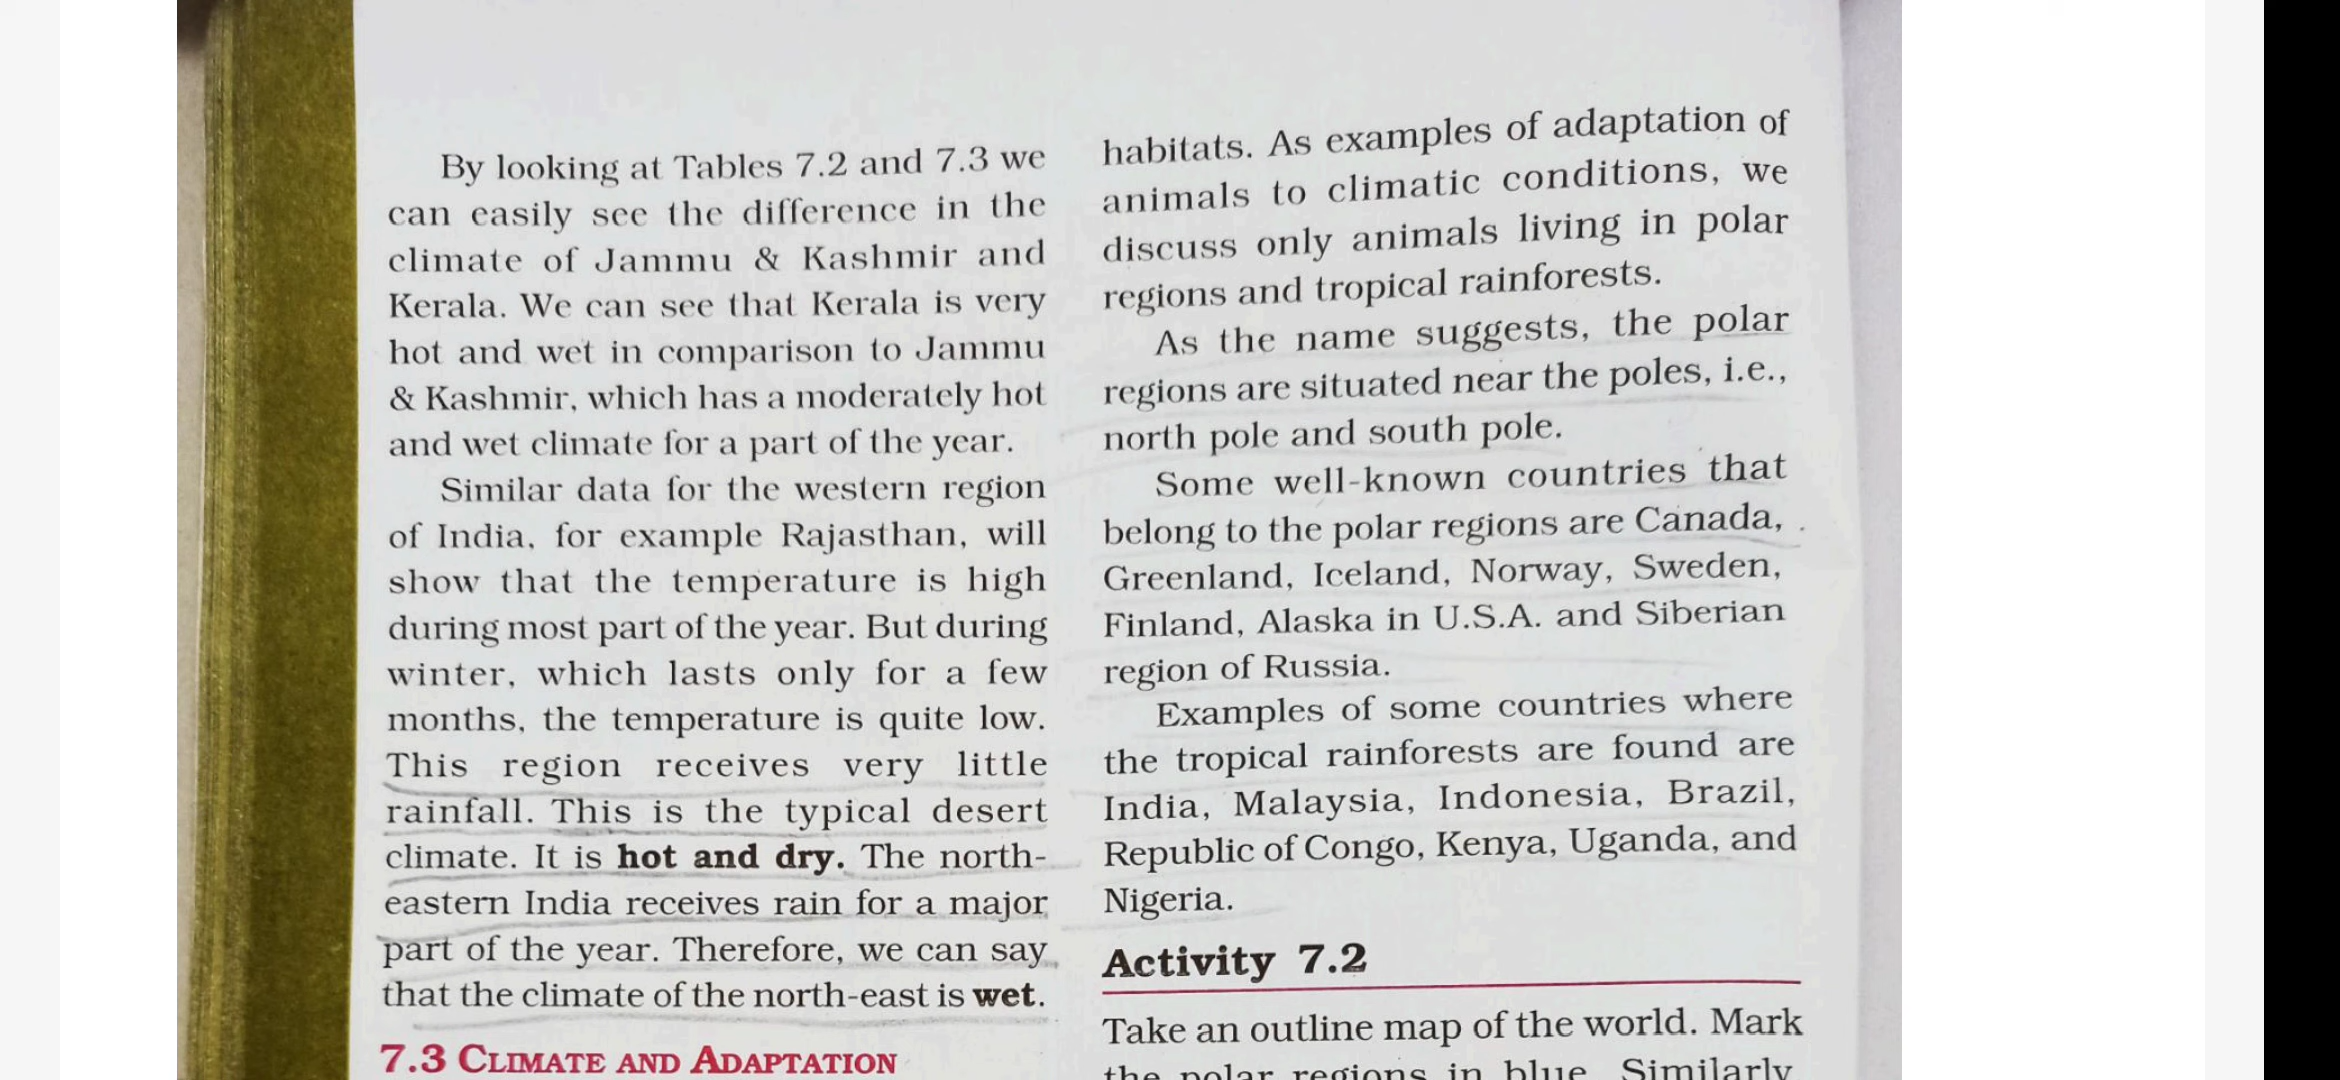 By looking at Tables 7.2 and 7.3 we
can easily see the difference in the
climate of Jammu & Kashmir and
Kerala. We can see that Kerala is very
hot and wet in comparison to Jammu
& Kashmir, which has a moderately hot
and wet climate for a part of the year.
Similar data for the western region
of India, for example Rajasthan, will
show that the temperature is high
during most part of the year. But during
winter, which lasts only for a few
months, the temperature is quite low.
This region receives very little
rainfall. This is the typical desert
climate. It is hot and dry. The north-
eastern India receives rain for a major
part of the year. Therefore, we can say
that the climate of the north-east is wet.
7.3 CLIMATE AND ADAPTATION
habitats. As examples of adaptation of
animals to climatic conditions, we
discuss only animals living in polar
regions and tropical rainforests.
As the name suggests, the polar
regions are situated near the poles, i.e.,
north pole and south pole.
Some well-known countries that
belong to the polar regions are Canada,
Greenland, Iceland, Norway, Sweden,
Finland, Alaska in U.S.A. and Siberian
region of Russia.
Examples of some countries where
the tropical rainforests are found are
India, Malaysia, Indonesia, Brazil,
Republic of Congo, Kenya, Uganda, and
Nigeria.
Activity 7.2
Take an outline map of the world. Mark
the polar regions in blue. Similarly